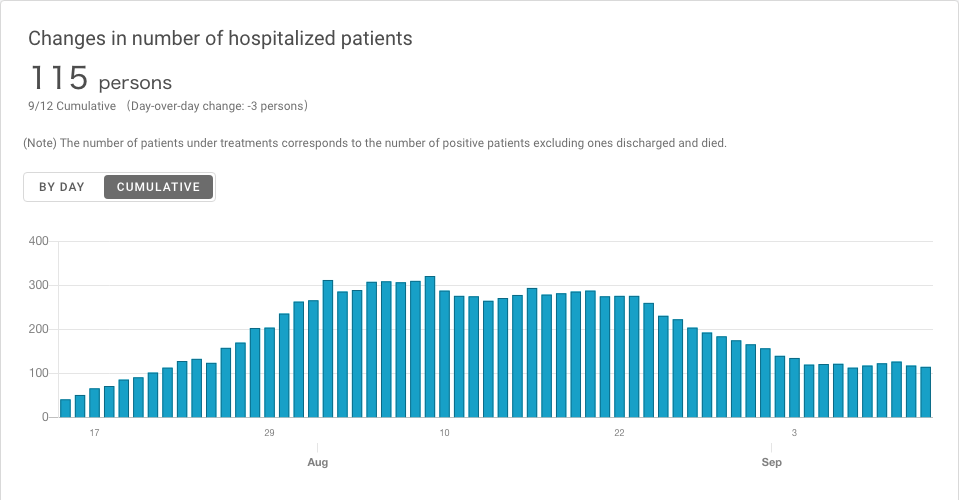 Changes in number of hospitalized patients
115 persons
9/12 Cumulative （Day-over-day change: -3 persons）
(Note) The number of patients under treatments corresponds to the number of positive patients excluding ones discharged and died.
BY DAY CUMULATIVE
400
300
200
100
0
17 29 10 22 3
Aug Sep